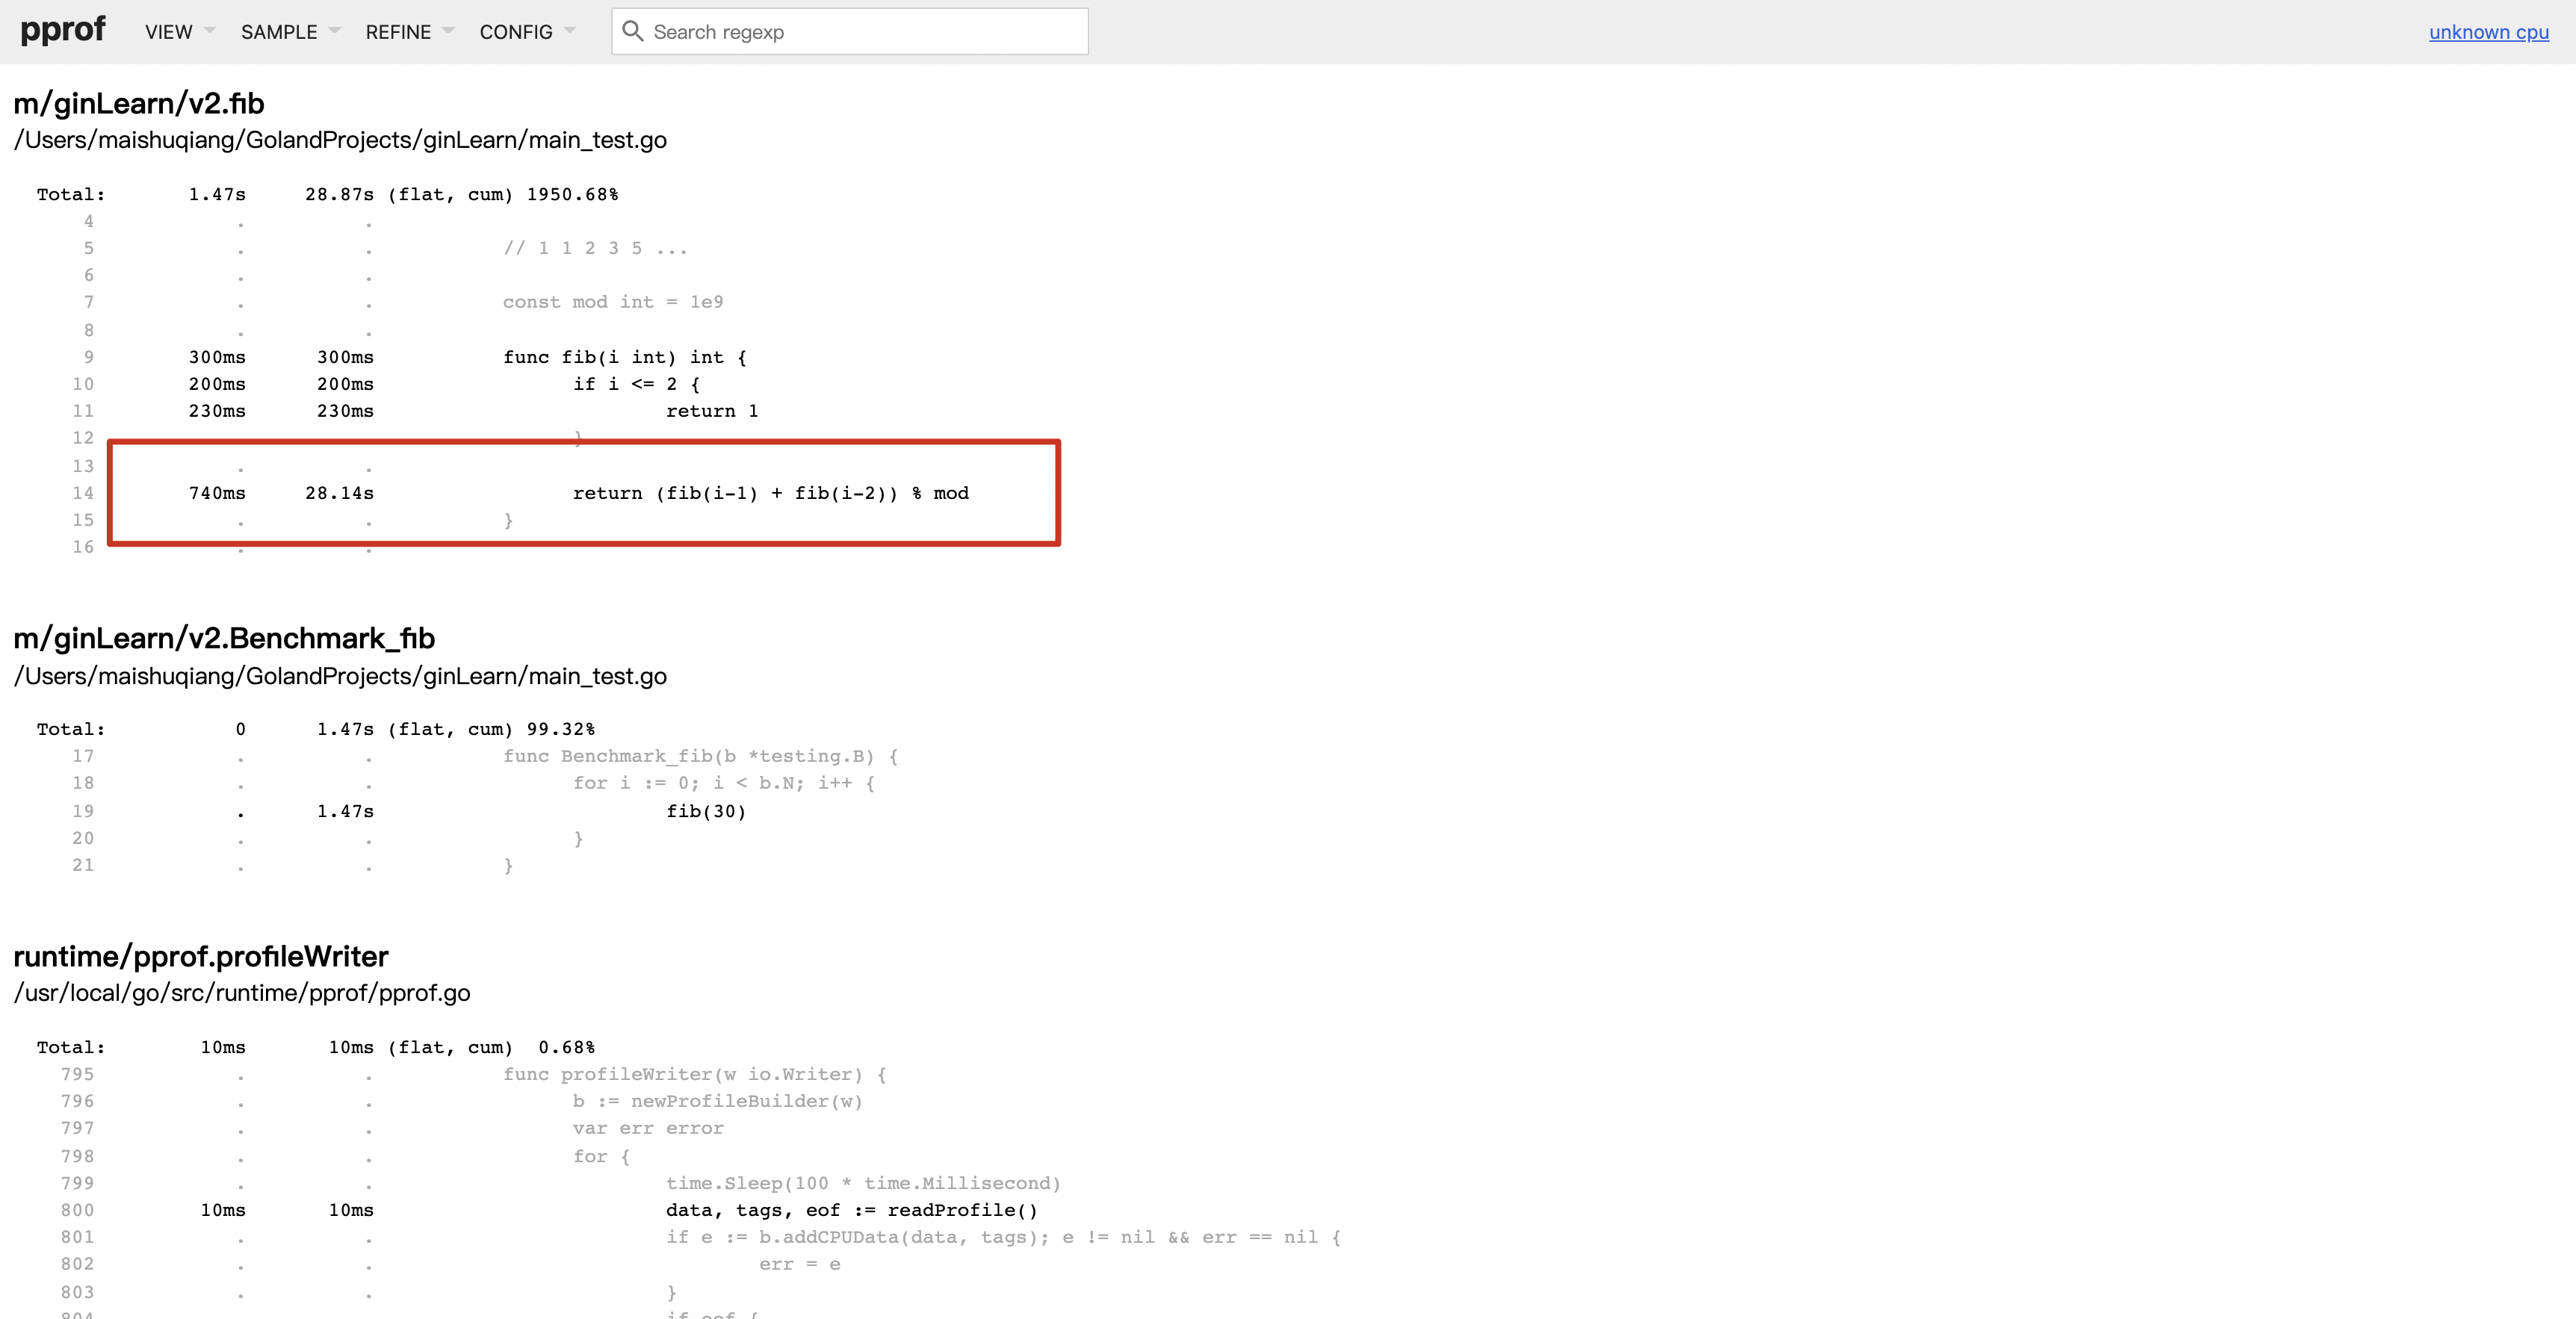 pprof VIEW SAMPLE REFINE CONFIG Search regexp unknown cpu
m/ginLearn/v2.fib
/Users/maishuqiang/GolandProjects/ginLearn/main_test.go
Total: 1.47s 28.87s (flat, cum) 1950.68%
4 . .
5 . . // 1 1 2 3 5 ...
6 . .
7 . . const mod int = 1e9
8 . .
9 300ms 300ms func fib(i int) int {
10 200ms 200ms if i <= 2 {
11 230ms 230ms return 1
12 }
13 . .
14 740ms 28.14s return (fib(i-1) + fib(i-2)) % mod
15 . . }
16 . .
m/ginLearn/v2.Benchmark_fib
/Users/maishuqiang/GolandProjects/ginLearn/main_test.go
Total: 0 1.47s (flat, cum) 99.32%
17 . . func Benchmark_fib(b *testing.B) {
18 . . for i := 0; i < b.N; i++ {
19 . 1.47s fib(30)
20 . . }
21 . . }
runtime/pprof.profileWriter
/usr/local/go/src/runtime/pprof/pprof.go
Total: 10ms 10ms (flat, cum) 0.68%
795 . . func profileWriter(w io.Writer) {
796 . . b := newProfileBuilder(w)
797 . . var err error
798 . . for {
799 . . time.Sleep(100 * time.Millisecond)
800 10ms 10ms data, tags, eof := readProfile()
801 . . if e := b.addCPUData(data, tags); e != nil && err == nil {
802 . . err = e
803 . . }
804 if eof {